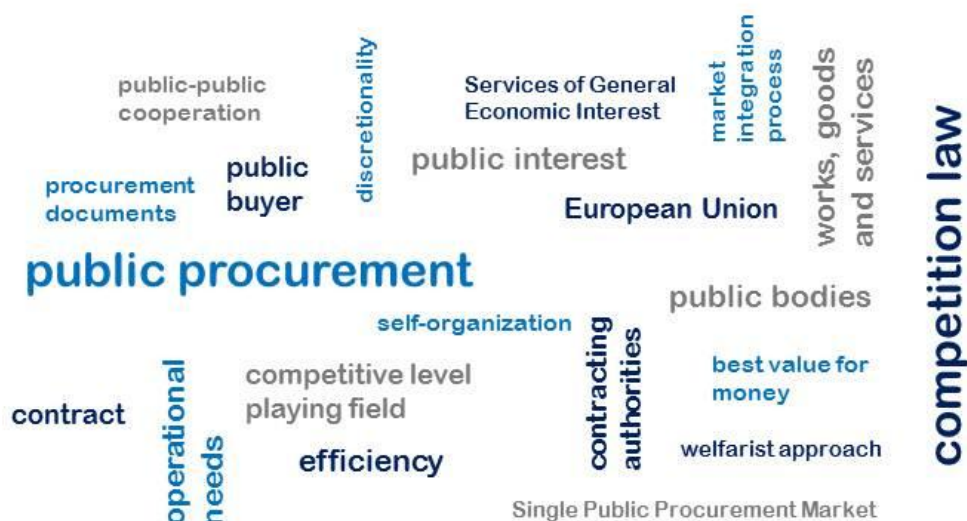 public-public
cooperation
discretionality
Services of General
Economic Interest
market
integration
process
works, goods
and services
competition law
procurement
documents
public
buyer
public interest
European Union
public procurement
public bodies
self-organization
contracting
authorities
best value for
money
contract
operational
needs
competitive level
playing field
efficiency
welfarist approach
Single Public Procurement Market